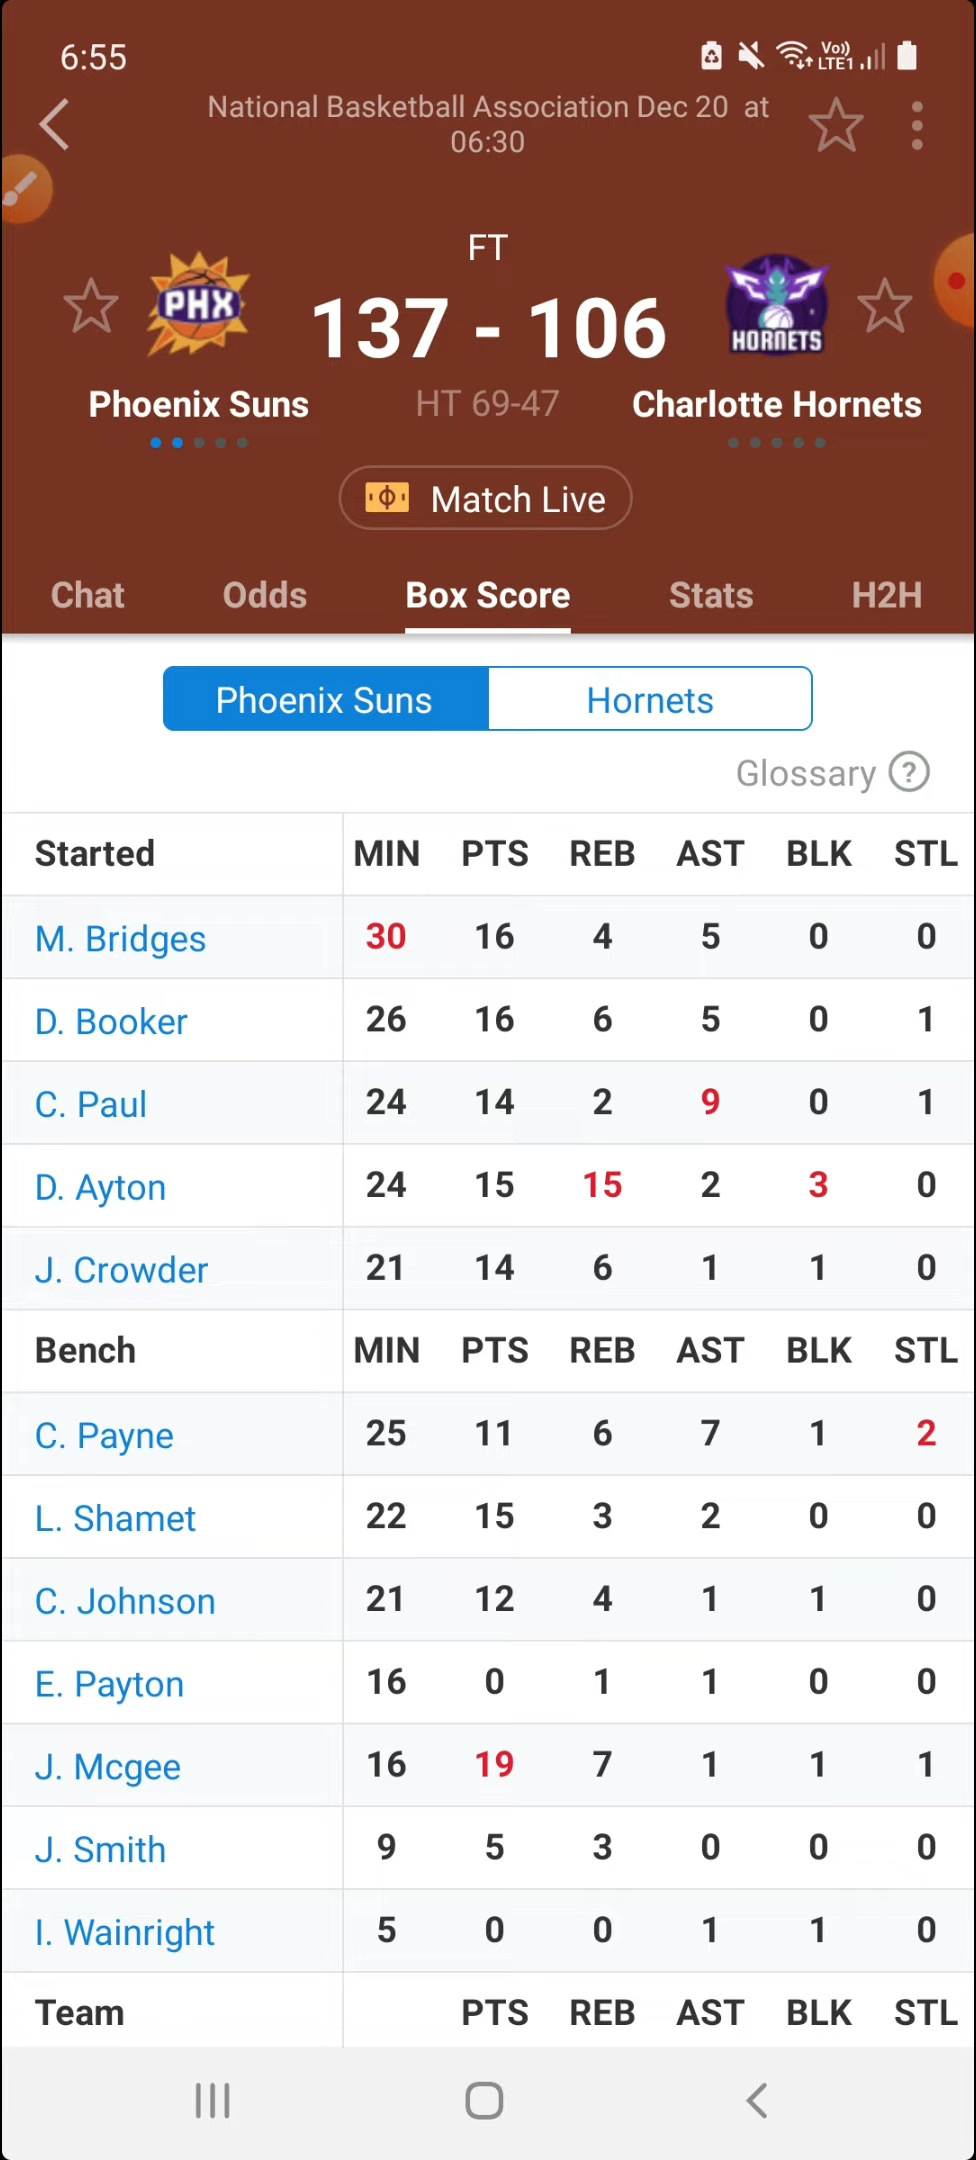 6:55
Vo))
LTE1
National Basketball Association Dec 20 at
06:30
FT
PHX
137 - 106
HORNETS
Phoenix Suns
HT 69-47
Charlotte Hornets
Match Live
Chat Odds Box Score Stats H2H
Phoenix Suns Hornets
Glossary ?
Started MIN PTS REB AST BLK STL
M. Bridges 30 16 4 5 0 0
D. Booker 26 16 6 5 0 1
C. Paul 24 14 2 9 0 1
D. Ayton 24 15 15 2 3 0
J. Crowder 21 14 6 1 1 0
Bench MIN PTS REB AST BLK STL
C. Payne 25 11 6 7 1 2
L. Shamet 22 15 3 2 0 0
C. Johnson 21 12 4 1 1 0
E. Payton 16 0 1 1 0 0
J. Mcgee 16 19 7 1 1 1
J. Smith 9 5 3 0 0 0
I. Wainright 5 0 0 1 1 0
Team PTS REB AST BLK STL